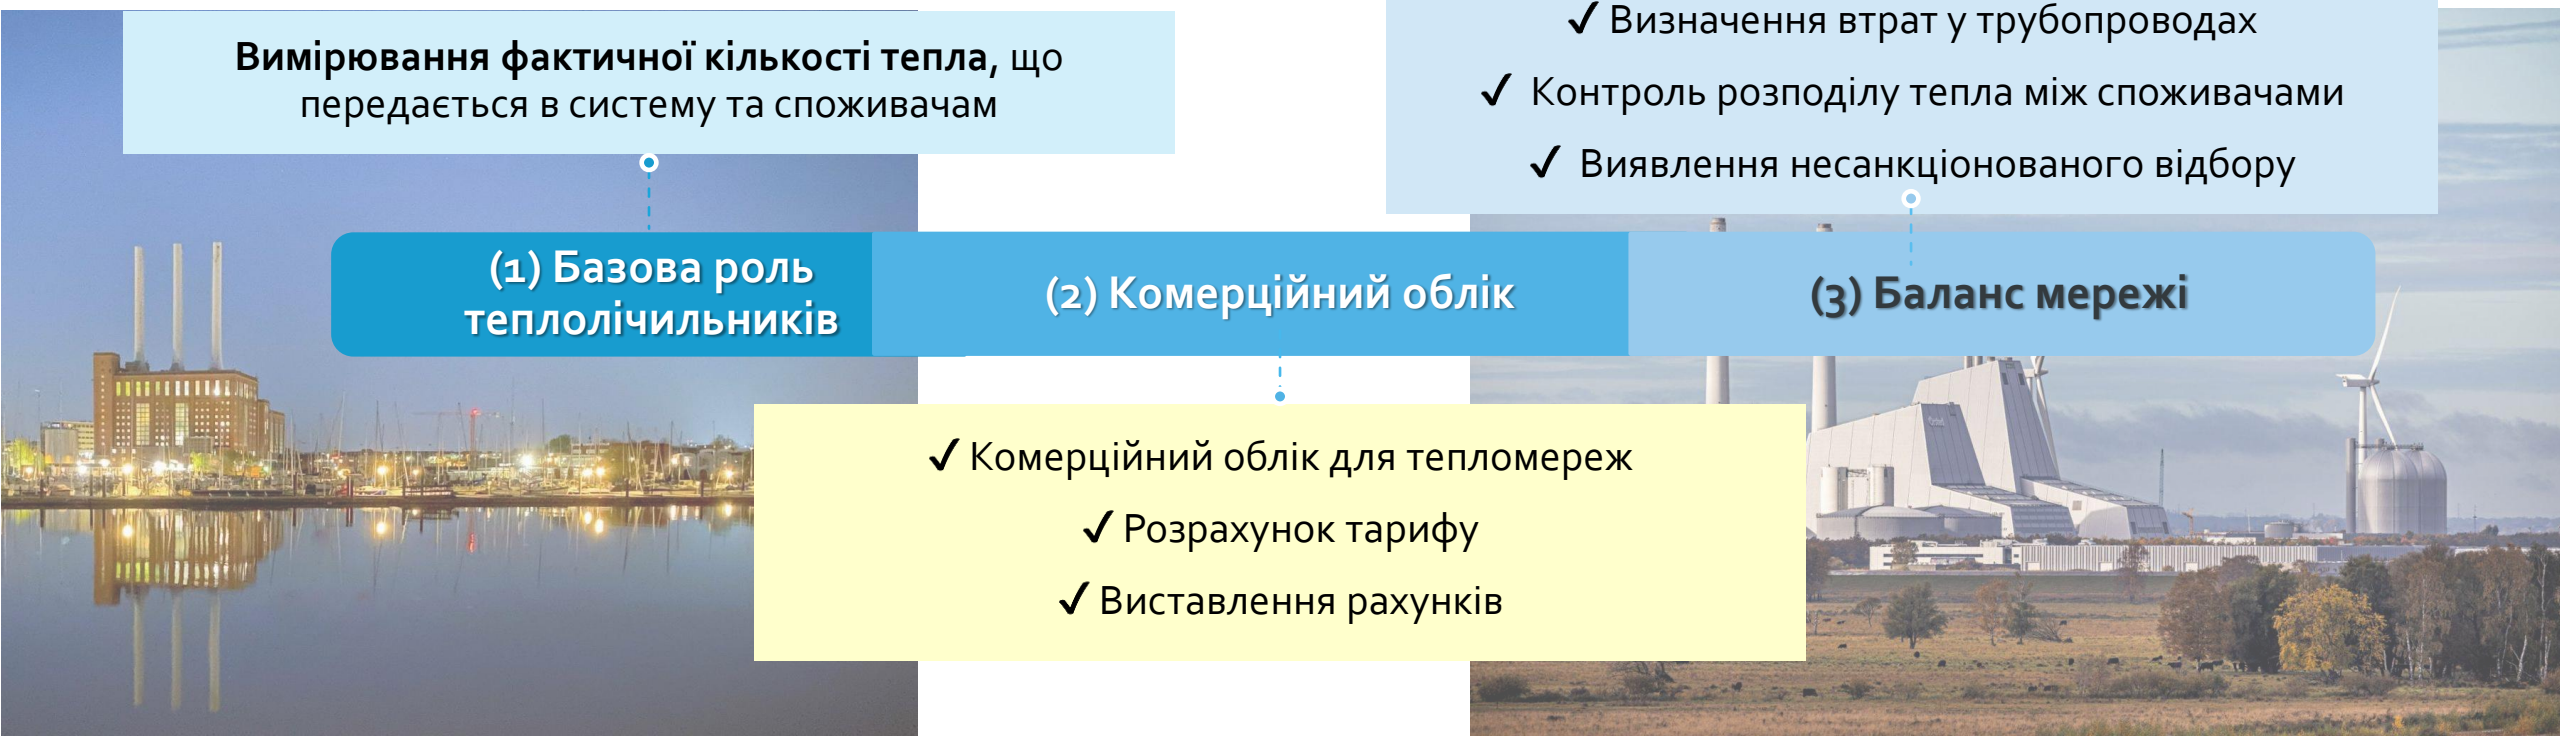 Вимірювання фактичної кількості тепла, що
передається в систему та споживачам
✓ Визначення втрат у трубопроводах
✓ Контроль розподілу тепла між споживачами
✓ Виявлення несанкціонованого відбору
(1) Базова роль
теплолічильників
(2) Комерційний облік
(3) Баланс мережі
✓ Комерційний облік для тепломереж
✓ Розрахунок тарифу
✓ Виставлення рахунків